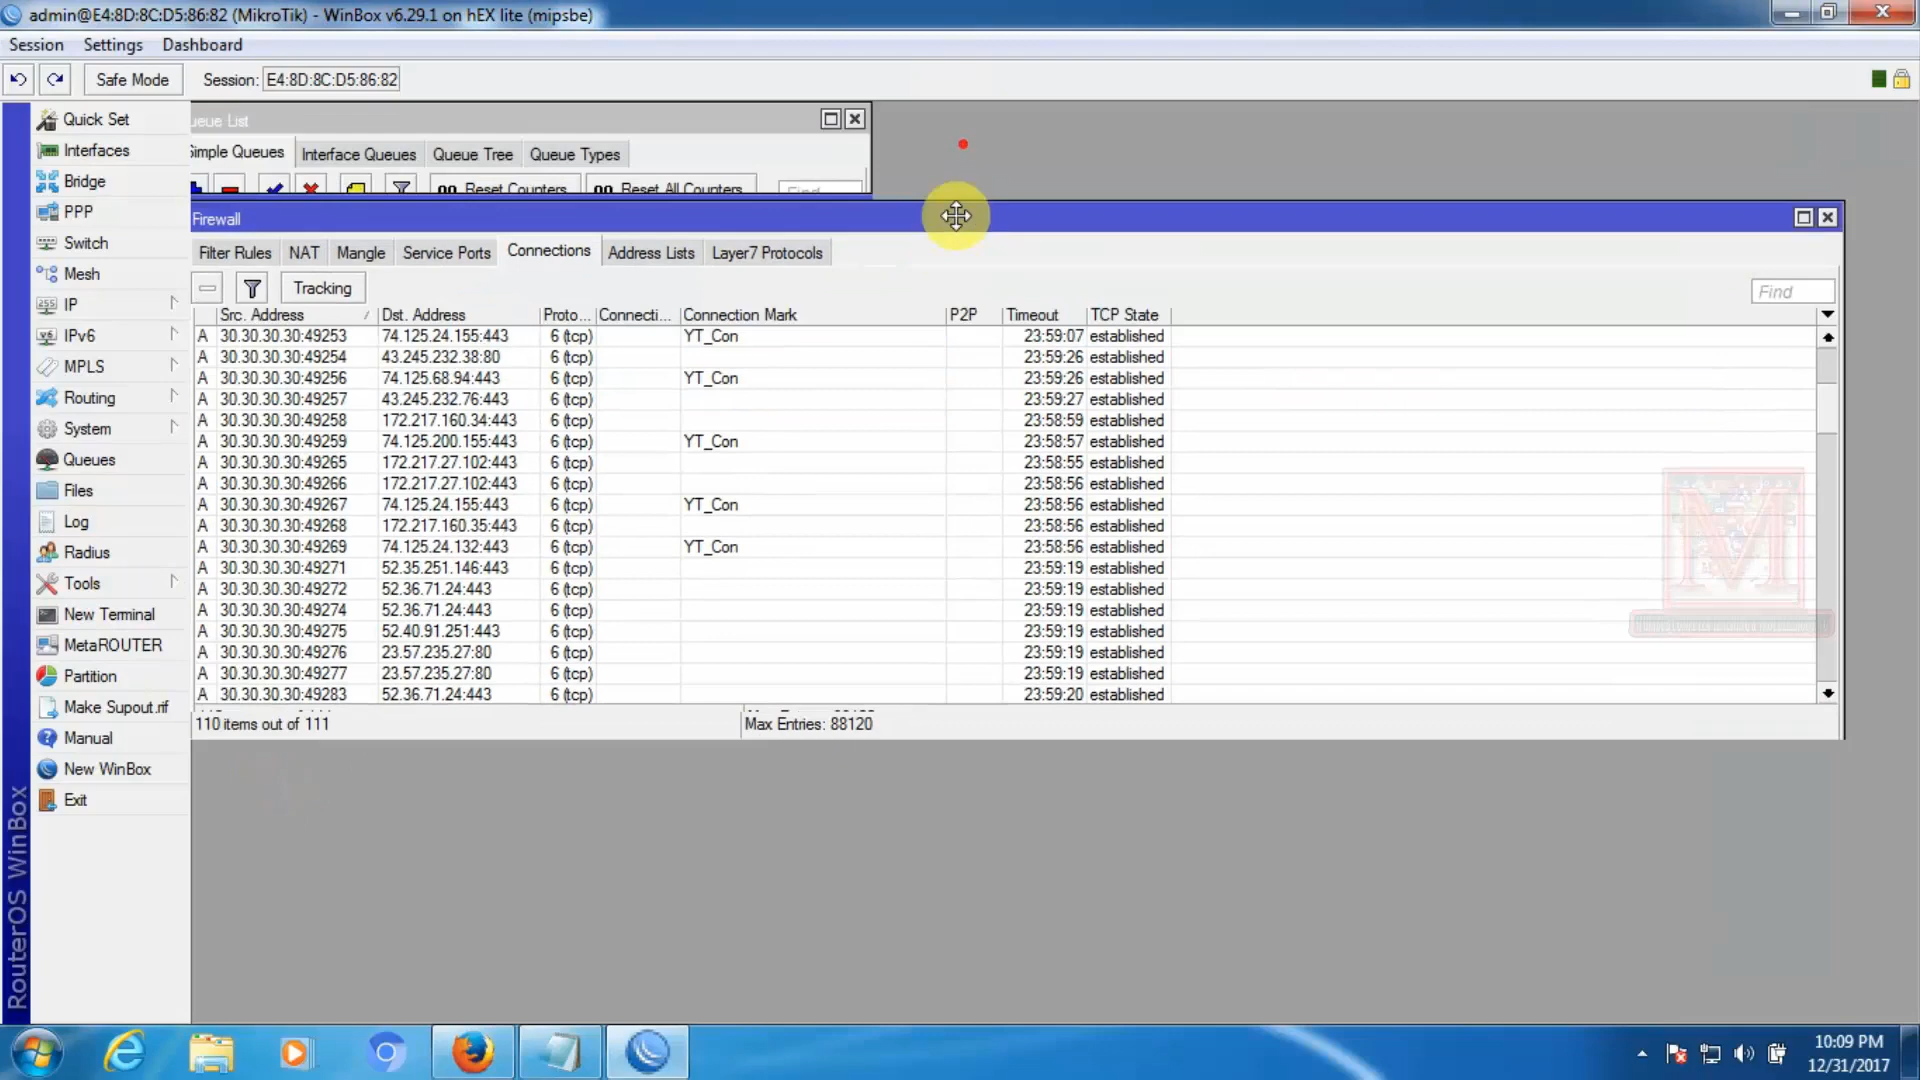 admin@E4:8D:8C:D5:86:82 (MikroTik) - WinBox v6.29.1 on hEX lite (mipsbe)
Session Settings Dashboard
Safe Mode Session: E4:8D:8C:D5:86:82
Quick Set
Interfaces
Bridge
PPP
Switch
Mesh
IP
IPv6
MPLS
Routing
System
Queues
Files
Log
Radius
Tools
New Terminal
MetaROUTER
Partition
Make Supout.rif
Manual
New WinBox
Exit
RouterOS WinBox
ueue List
Simple Queues Interface Queues Queue Tree Queue Types
00 Reset Counters 00 Reset All Counters Find
Firewall
Filter Rules NAT Mangle Service Ports Connections Address Lists Layer7 Protocols
Tracking Find
Src. Address Dst. Address Proto... Connecti... Connection Mark P2P Timeout TCP State
A 30.30.30.30:49253 74.125.24.155:443 6 (tcp) YT_Con 23:59:07 established
A 30.30.30.30:49254 43.245.232.38:80 6 (tcp) 23:59:26 established
A 30.30.30.30:49256 74.125.68.94:443 6 (tcp) YT_Con 23:59:26 established
A 30.30.30.30:49257 43.245.232.76:443 6 (tcp) 23:59:27 established
A 30.30.30.30:49258 172.217.160.34:443 6 (tcp) 23:58:59 established
A 30.30.30.30:49259 74.125.200.155:443 6 (tcp) YT_Con 23:58:57 established
A 30.30.30.30:49265 172.217.27.102:443 6 (tcp) 23:58:55 established
A 30.30.30.30:49266 172.217.27.102:443 6 (tcp) 23:58:56 established
A 30.30.30.30:49267 74.125.24.155:443 6 (tcp) YT_Con 23:58:56 established
A 30.30.30.30:49268 172.217.160.35:443 6 (tcp) 23:58:56 established
A 30.30.30.30:49269 74.125.24.132:443 6 (tcp) YT_Con 23:58:56 established
A 30.30.30.30:49271 52.35.251.146:443 6 (tcp) 23:59:19 established
A 30.30.30.30:49272 52.36.71.24:443 6 (tcp) 23:59:19 established
A 30.30.30.30:49274 52.36.71.24:443 6 (tcp) 23:59:19 established
A 30.30.30.30:49275 52.40.91.251:443 6 (tcp) 23:59:19 established
A 30.30.30.30:49276 23.57.235.27:80 6 (tcp) 23:59:19 established
A 30.30.30.30:49277 23.57.235.27:80 6 (tcp) 23:59:19 established
A 30.30.30.30:49283 52.36.71.24:443 6 (tcp) 23:59:20 established
110 items out of 111 Max Entries: 88120
M
10:09 PM
12/31/2017